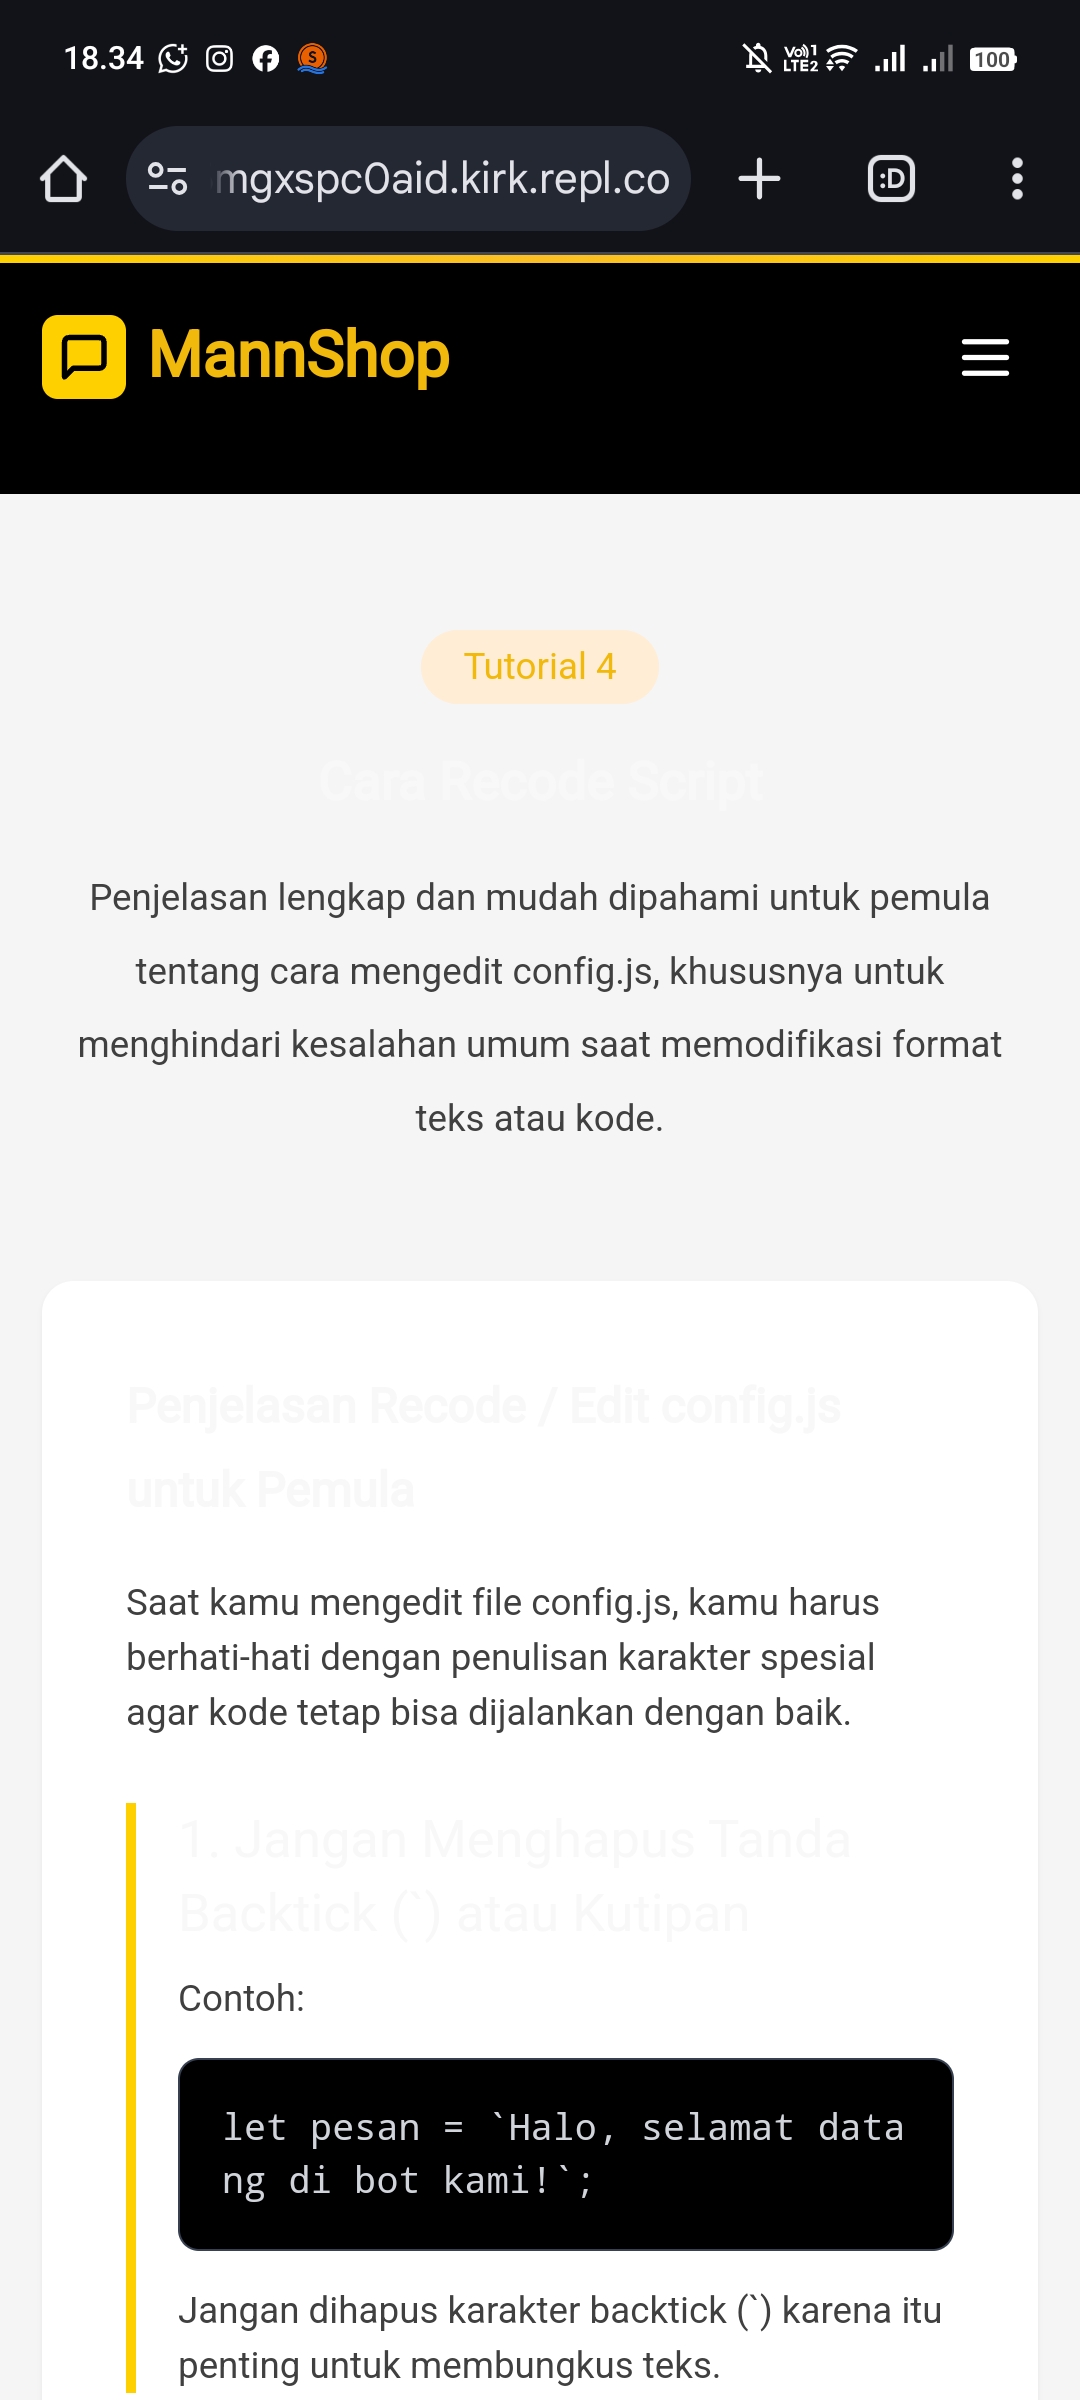 18.34
Vo))1
LTE2
100
mgxspc0aid.kirk.repl.co
:D
MannShop
Tutorial 4
Cara Recode Script
Penjelasan lengkap dan mudah dipahami untuk pemula
tentang cara mengedit config.js, khususnya untuk
menghindari kesalahan umum saat memodifikasi format
teks atau kode.
Penjelasan Recode / Edit config.js
untuk Pemula
Saat kamu mengedit file config.js, kamu harus
berhati-hati dengan penulisan karakter spesial
agar kode tetap bisa dijalankan dengan baik.
1. Jangan Menghapus Tanda
Backtick (`) atau Kutipan
Contoh:
let pesan = `Halo, selamat data
ng di bot kami!`;
Jangan dihapus karakter backtick (`) karena itu
penting untuk membungkus teks.